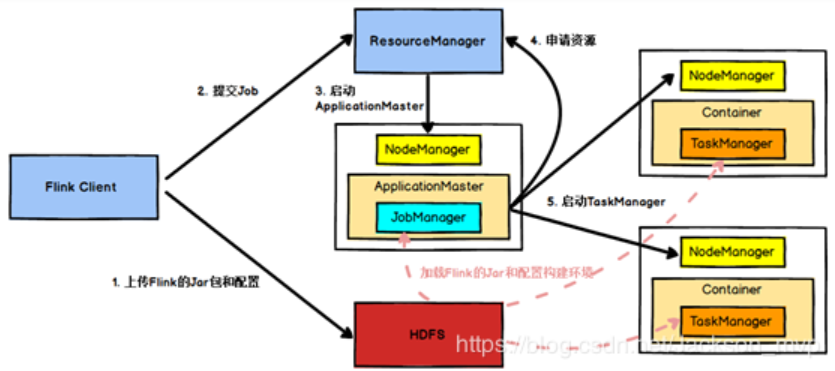 ResourceManager
4. 申请资源
2. 提交Job
3. 启动
ApplicationMaster
NodeManager
Container
TaskManager
NodeManager
ApplicationMaster
JobManager
Flink Client
5. 启动TaskManager
NodeManager
Container
TaskManager
1. 上传Flink的Jar包和配置
加载Flink的Jar和配置构建环境
HDFS
https://blog.csdn.net/Jackson_mvp